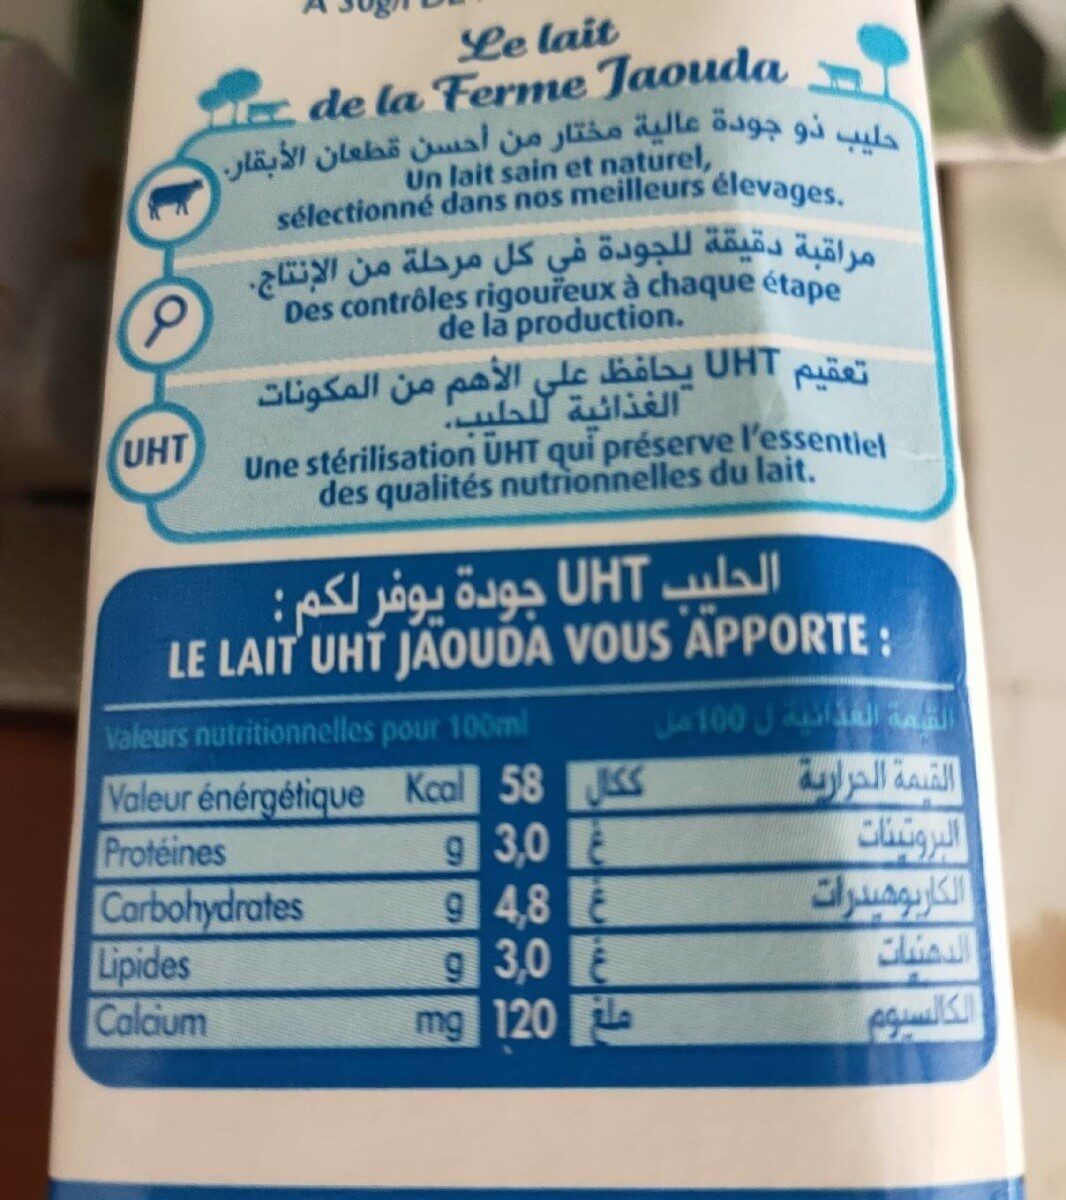 Le lait
de la Ferme Jaouda
حليب ذو جودة عالية مختار من أحسن قطعان الأبقار.
Un lait sain et naturel,
sélectionné dans nos meilleurs élevages.
مراقبة دقيقة للجودة في كل مرحلة من الإنتاج.
Des contrôles rigoureux à chaque étape
de la production.
تعقيم UHT يحافظ على الأهم من المكونات
الغذائية للحليب.
UHT
Une stérilisation UHT qui préserve l'essentiel
des qualités nutrionnelles du lait.
الحليب UHT جودة يوفر لكم :
LE LAIT UHT JAOUDA VOUS APPORTE :
Valeurs nutritionnelles pour 100ml القيمة الغذائية ل 100مل
Valeur énérgétique Kcal 58 ككال القيمة الحرارية
Protéines g 3,0 غ البروتينات
Carbohydrates g 4,8 غ الكاربوهيدرات
Lipides g 3,0 غ الدهنيات
Calcium mg 120 ملغ الكالسيوم